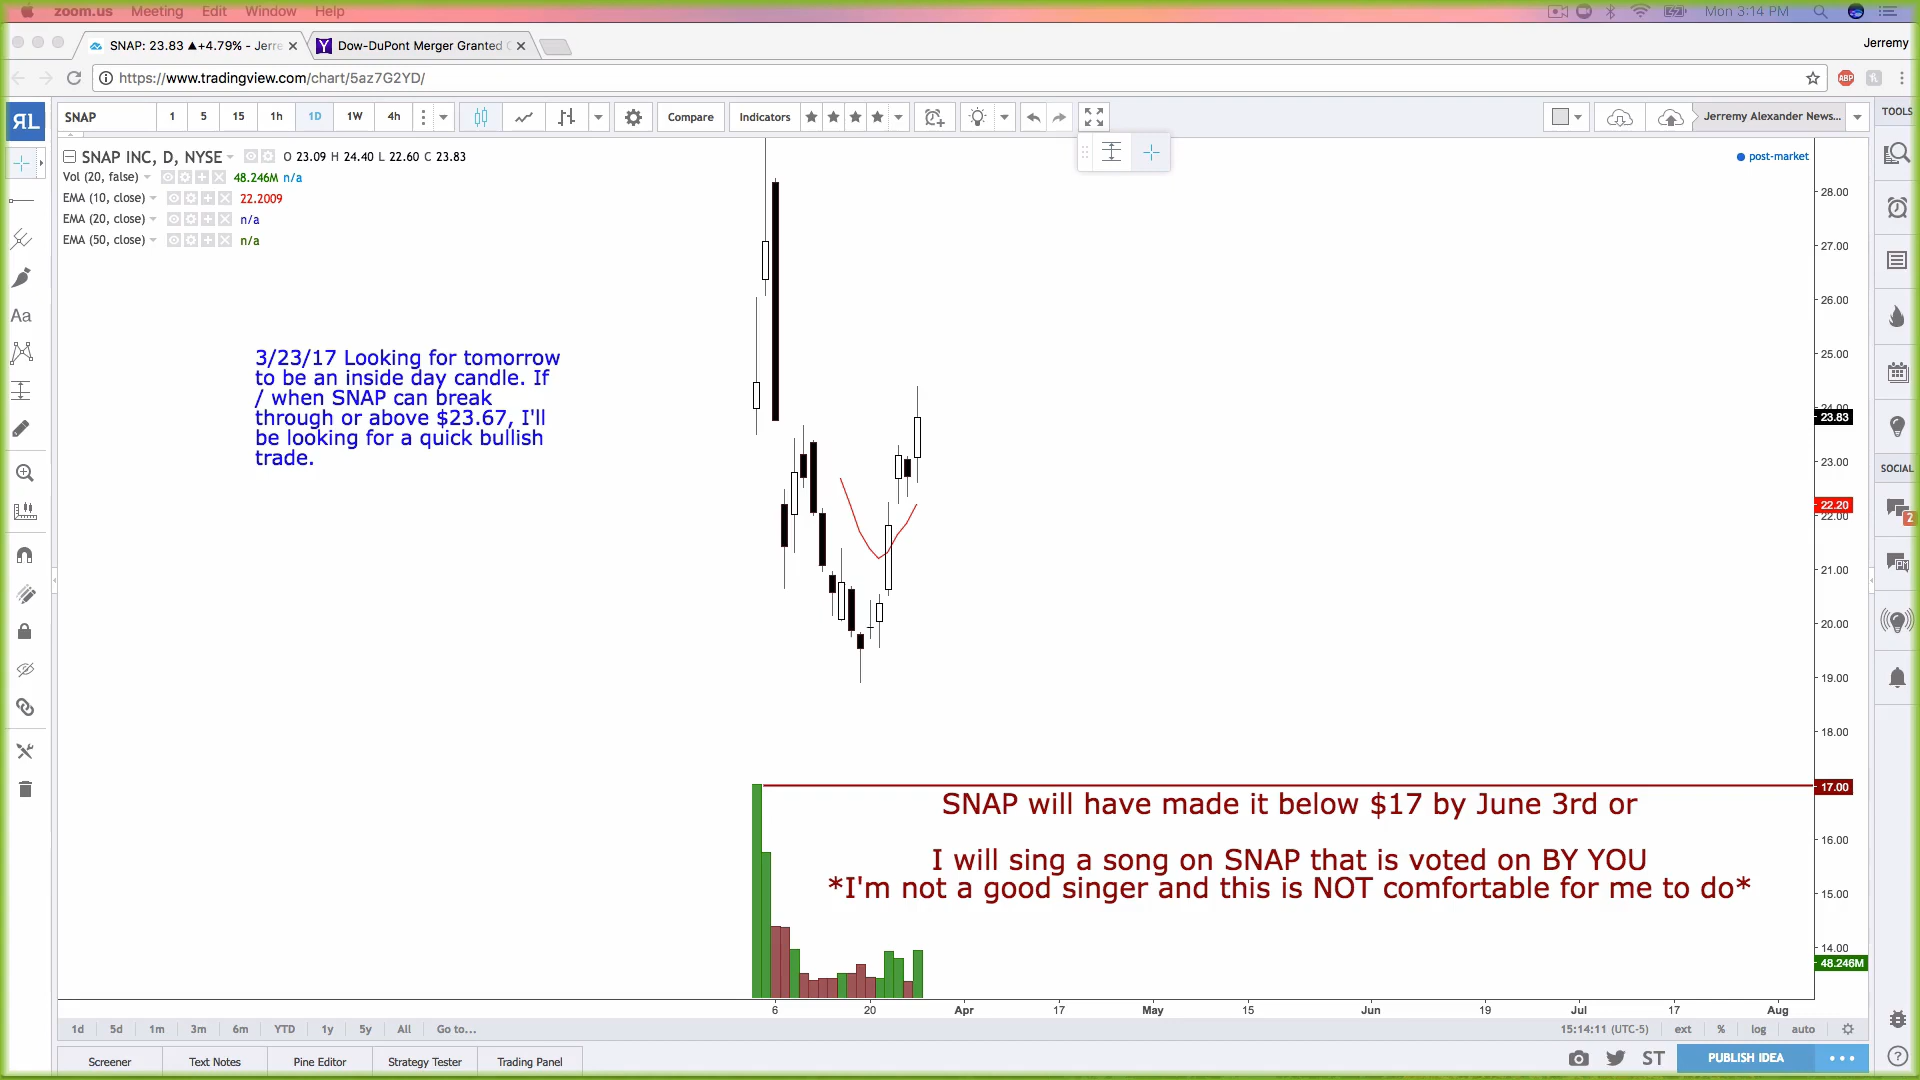 zoom.us Meeting Edit Window Help Mon 3:14 PM
SNAP: 23.83 ▲+4.79% - Jerre Dow-DuPont Merger Granted Jerremy
https://www.tradingview.com/chart/5az7G2YD/ ABP
SNAP 1 5 15 1h 1D 1W 4h Compare Indicators Jerremy Alexander News... TOOLS
SNAP INC, D, NYSE O 23.09 H 24.40 L 22.60 C 23.83 post-market
Vol (20, false) 48.246M n/a
EMA (10, close) 22.2009
EMA (20, close) n/a
EMA (50, close) n/a
28.00
27.00
26.00
25.00
24.00
23.83
23.00
22.20
22.00
21.00
20.00
19.00
18.00
17.00
16.00
15.00
14.00
48.246M
3/23/17 Looking for tomorrow
to be an inside day candle. If
/ when SNAP can break
through or above $23.67, I'll
be looking for a quick bullish
trade.
SNAP will have made it below $17 by June 3rd or
I will sing a song on SNAP that is voted on BY YOU
*I'm not a good singer and this is NOT comfortable for me to do*
Aa
SOCIAL
2
6 20 Apr 17 May 15 Jun 19 Jul 17 Aug
1d 5d 1m 3m 6m YTD 1y 5y All Go to... 15:14:11 (UTC-5) ext % log auto
Screener Text Notes Pine Editor Strategy Tester Trading Panel ST PUBLISH IDEA